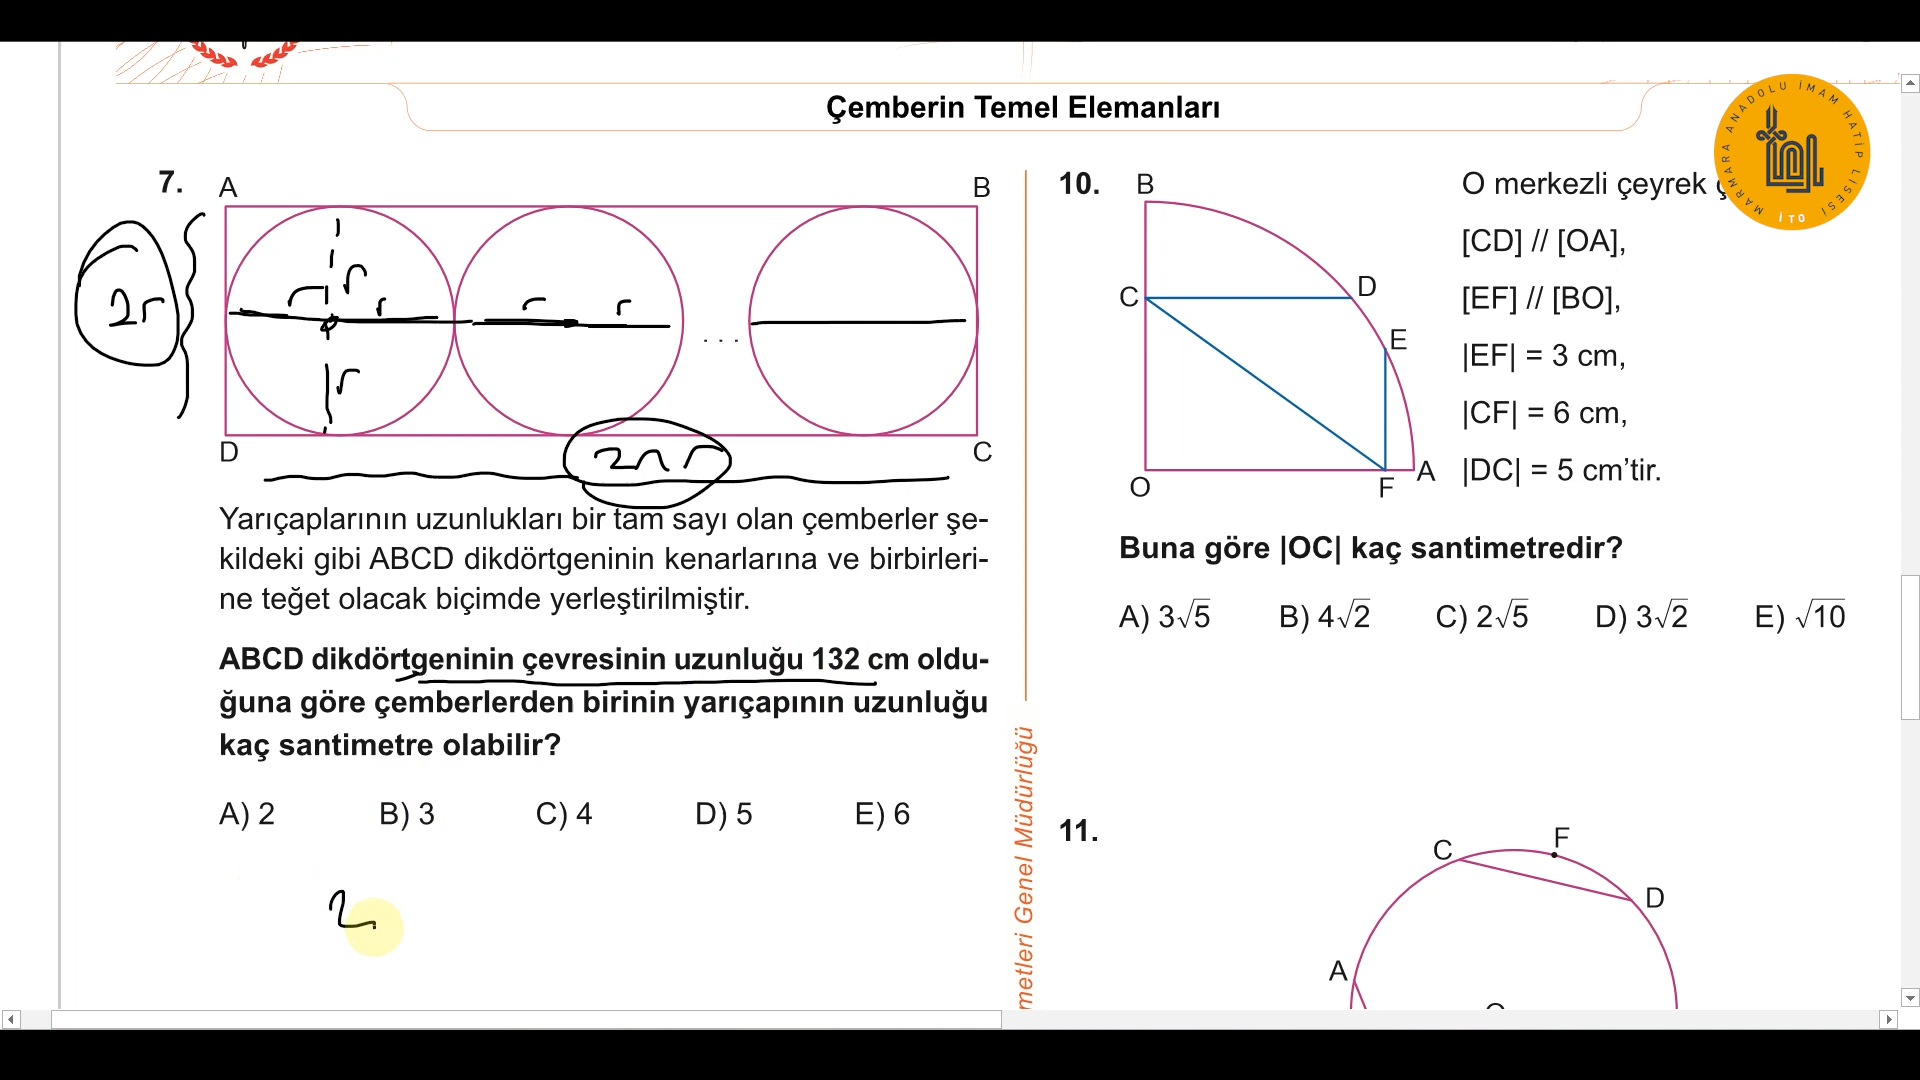 Çemberin Temel Elemanları
MARMARA ANADOLU İMAM HATİP LİSESİ
İTO
7.
A
B
2r
r
r
r
r
r
r
. . .
D
C
2nr
Yarıçaplarının uzunlukları bir tam sayı olan çemberler şe-
kildeki gibi ABCD dikdörtgeninin kenarlarına ve birbirleri-
ne teğet olacak biçimde yerleştirilmiştir.
ABCD dikdörtgeninin çevresinin uzunluğu 132 cm oldu-
ğuna göre çemberlerden birinin yarıçapının uzunluğu
kaç santimetre olabilir?
A) 2 B) 3 C) 4 D) 5 E) 6
2
metleri Genel Müdürlüğü
10.
B
C
D
E
O
F
A
O merkezli çeyrek
[CD] // [OA],
[EF] // [BO],
|EF| = 3 cm,
|CF| = 6 cm,
|DC| = 5 cm’tir.
Buna göre |OC| kaç santimetredir?
A) 3√5 B) 4√2 C) 2√5 D) 3√2 E) √10
11.
C
F
D
A